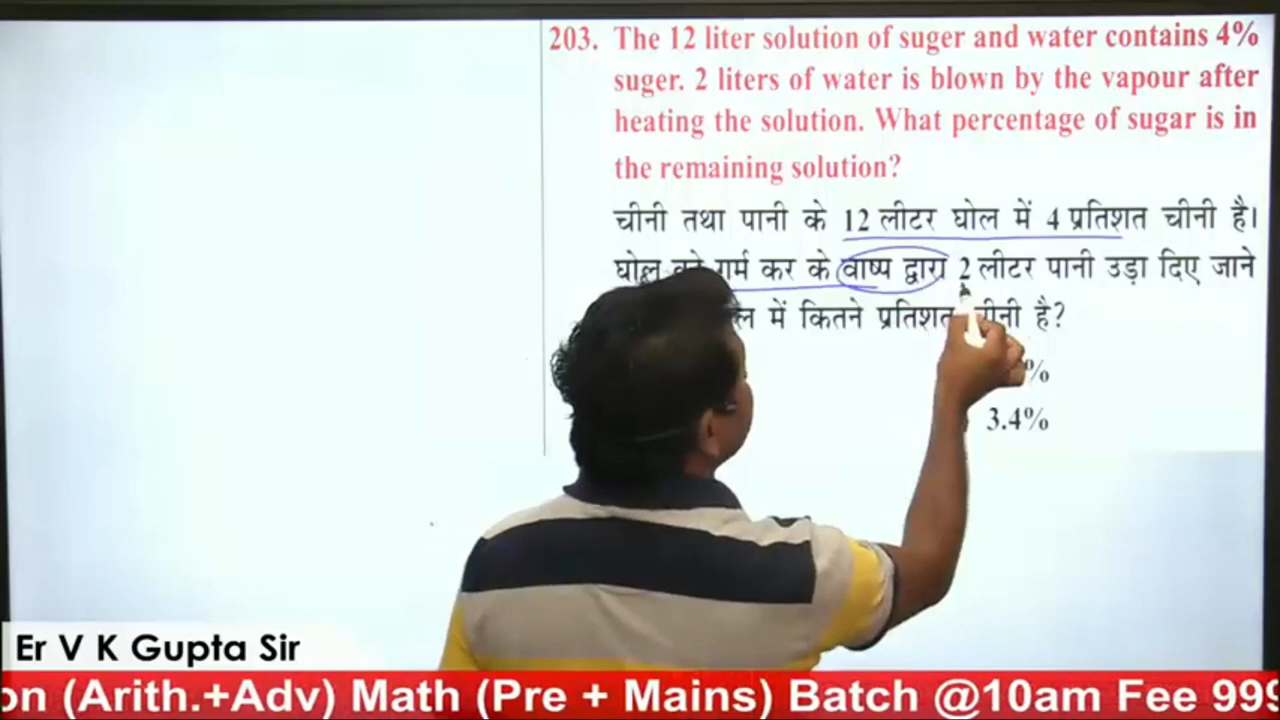 203. The 12 liter solution of suger and water contains 4%
suger. 2 liters of water is blown by the vapour after
heating the solution. What percentage of sugar is in
the remaining solution?
चीनी तथा पानी के 12 लीटर घोल में 4 प्रतिशत चीनी है।
घोल गर्म कर के वाष्प द्वारा 2 लीटर पानी उड़ा दिए जाने
में कितने प्रतिशत है?
%
3.4%
Er V K Gupta Sir
on (Arith.+Adv) Math (Pre + Mains) Batch @10am Fee 999